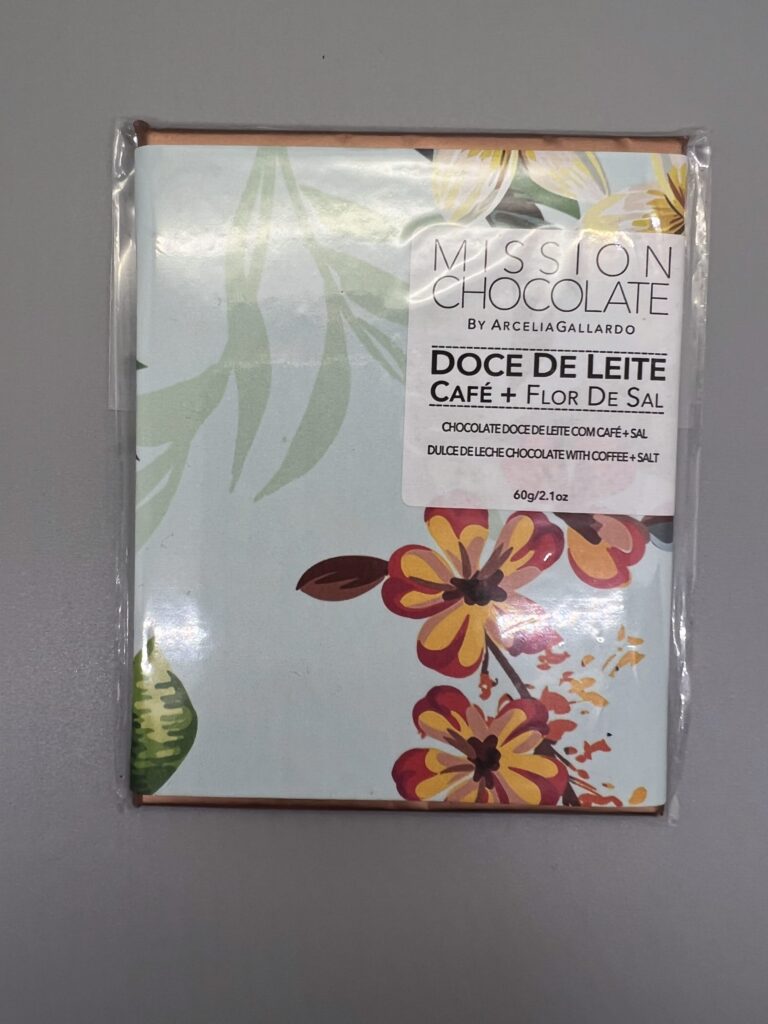 MISSION
CHOCOLATE
BY ARCELIAGALLARDO
DOCE DE LEITE
CAFÉ + FLOR DE SAL
CHOCOLATE DOCE DE LEITE COM CAFÉ + SAL
DULCE DE LECHE CHOCOLATE WITH COFFEE + SALT
60g/2.1oz